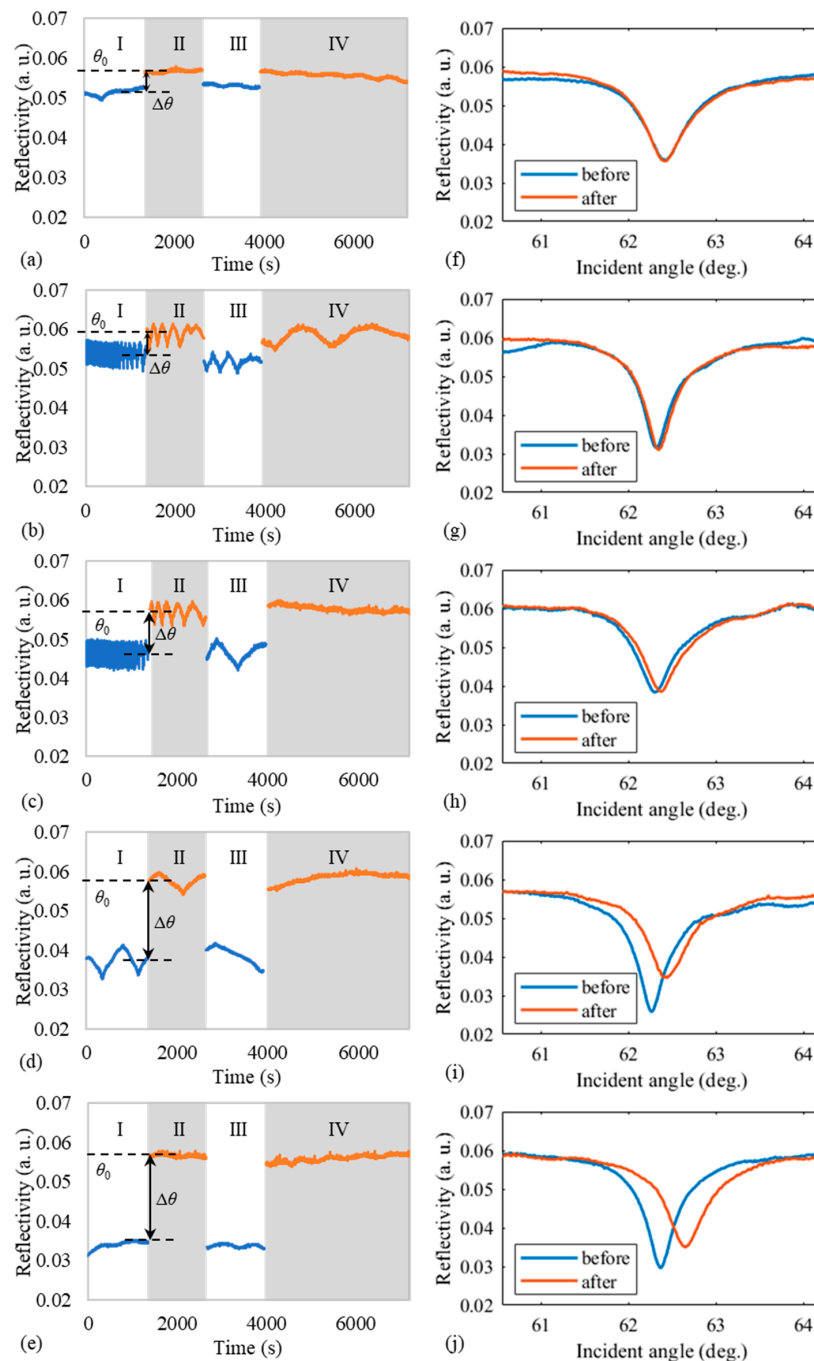 0.07
I II III IV
0.06
θ0
0.05
Δθ
0.04
0.03
0.02
0 2000 4000 6000
Reflectivity (a. u.)
Time (s)
(a)
0.07
0.06
0.05
0.04
before
0.03
after
0.02
61 62 63 64
Reflectivity (a. u.)
Incident angle (deg.)
(f)
0.07
I II III IV
0.06
θ0
0.05
Δθ
0.04
0.03
0.02
0 2000 4000 6000
Reflectivity (a. u.)
Time (s)
(b)
0.07
0.06
0.05
0.04
before
0.03
after
0.02
61 62 63 64
Reflectivity (a. u.)
Incident angle (deg.)
(g)
0.07
I II III IV
0.06
θ0
0.05
Δθ
0.04
0.03
0.02
0 2000 4000 6000
Reflectivity (a. u.)
Time (s)
(c)
0.07
0.06
0.05
0.04
before
0.03
after
0.02
61 62 63 64
Reflectivity (a. u.)
Incident angle (deg.)
(h)
0.07
I II III IV
0.06
θ0
0.05
Δθ
0.04
0.03
0.02
0 2000 4000 6000
Reflectivity (a. u.)
Time (s)
(d)
0.07
0.06
0.05
0.04
before
0.03
after
0.02
61 62 63 64
Reflectivity (a. u.)
Incident angle (deg.)
(i)
0.07
I II III IV
0.06
θ0
0.05
Δθ
0.04
0.03
0.02
0 2000 4000 6000
Reflectivity (a. u.)
Time (s)
(e)
0.07
0.06
0.05
0.04
before
0.03
after
0.02
61 62 63 64
Reflectivity (a. u.)
Incident angle (deg.)
(j)